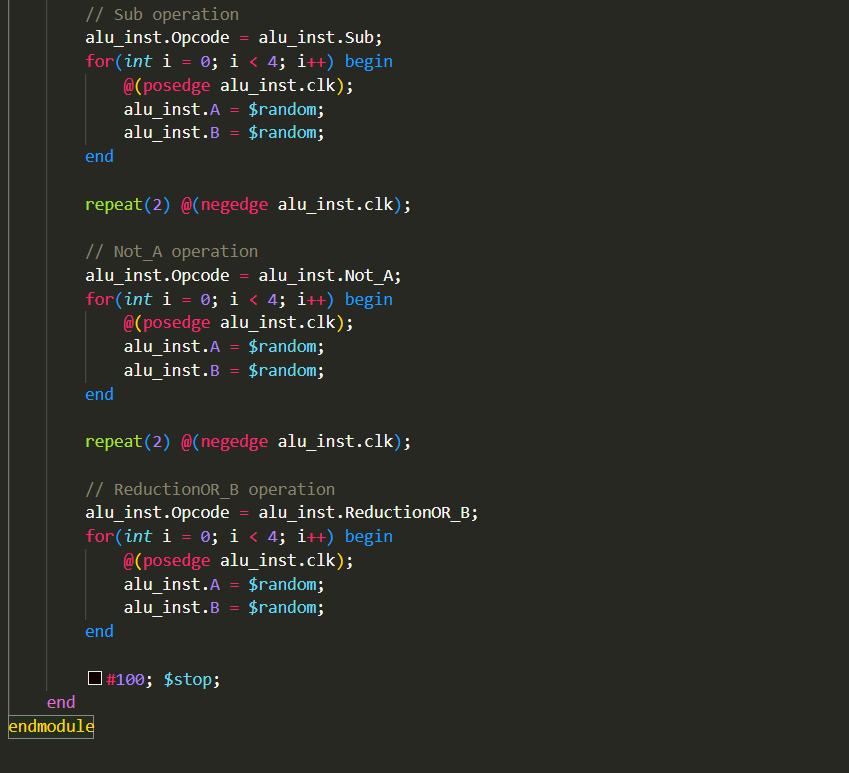 // Sub operation
alu_inst.Opcode = alu_inst.Sub;
for(int i = 0; i < 4; i++) begin
@(posedge alu_inst.clk);
alu_inst.A = $random;
alu_inst.B = $random;
end
repeat(2) @(negedge alu_inst.clk);
// Not_A operation
alu_inst.Opcode = alu_inst.Not_A;
for(int i = 0; i < 4; i++) begin
@(posedge alu_inst.clk);
alu_inst.A = $random;
alu_inst.B = $random;
end
repeat(2) @(negedge alu_inst.clk);
// ReductionOR_B operation
alu_inst.Opcode = alu_inst.ReductionOR_B;
for(int i = 0; i < 4; i++) begin
@(posedge alu_inst.clk);
alu_inst.A = $random;
alu_inst.B = $random;
end
#100; $stop;
end
endmodule